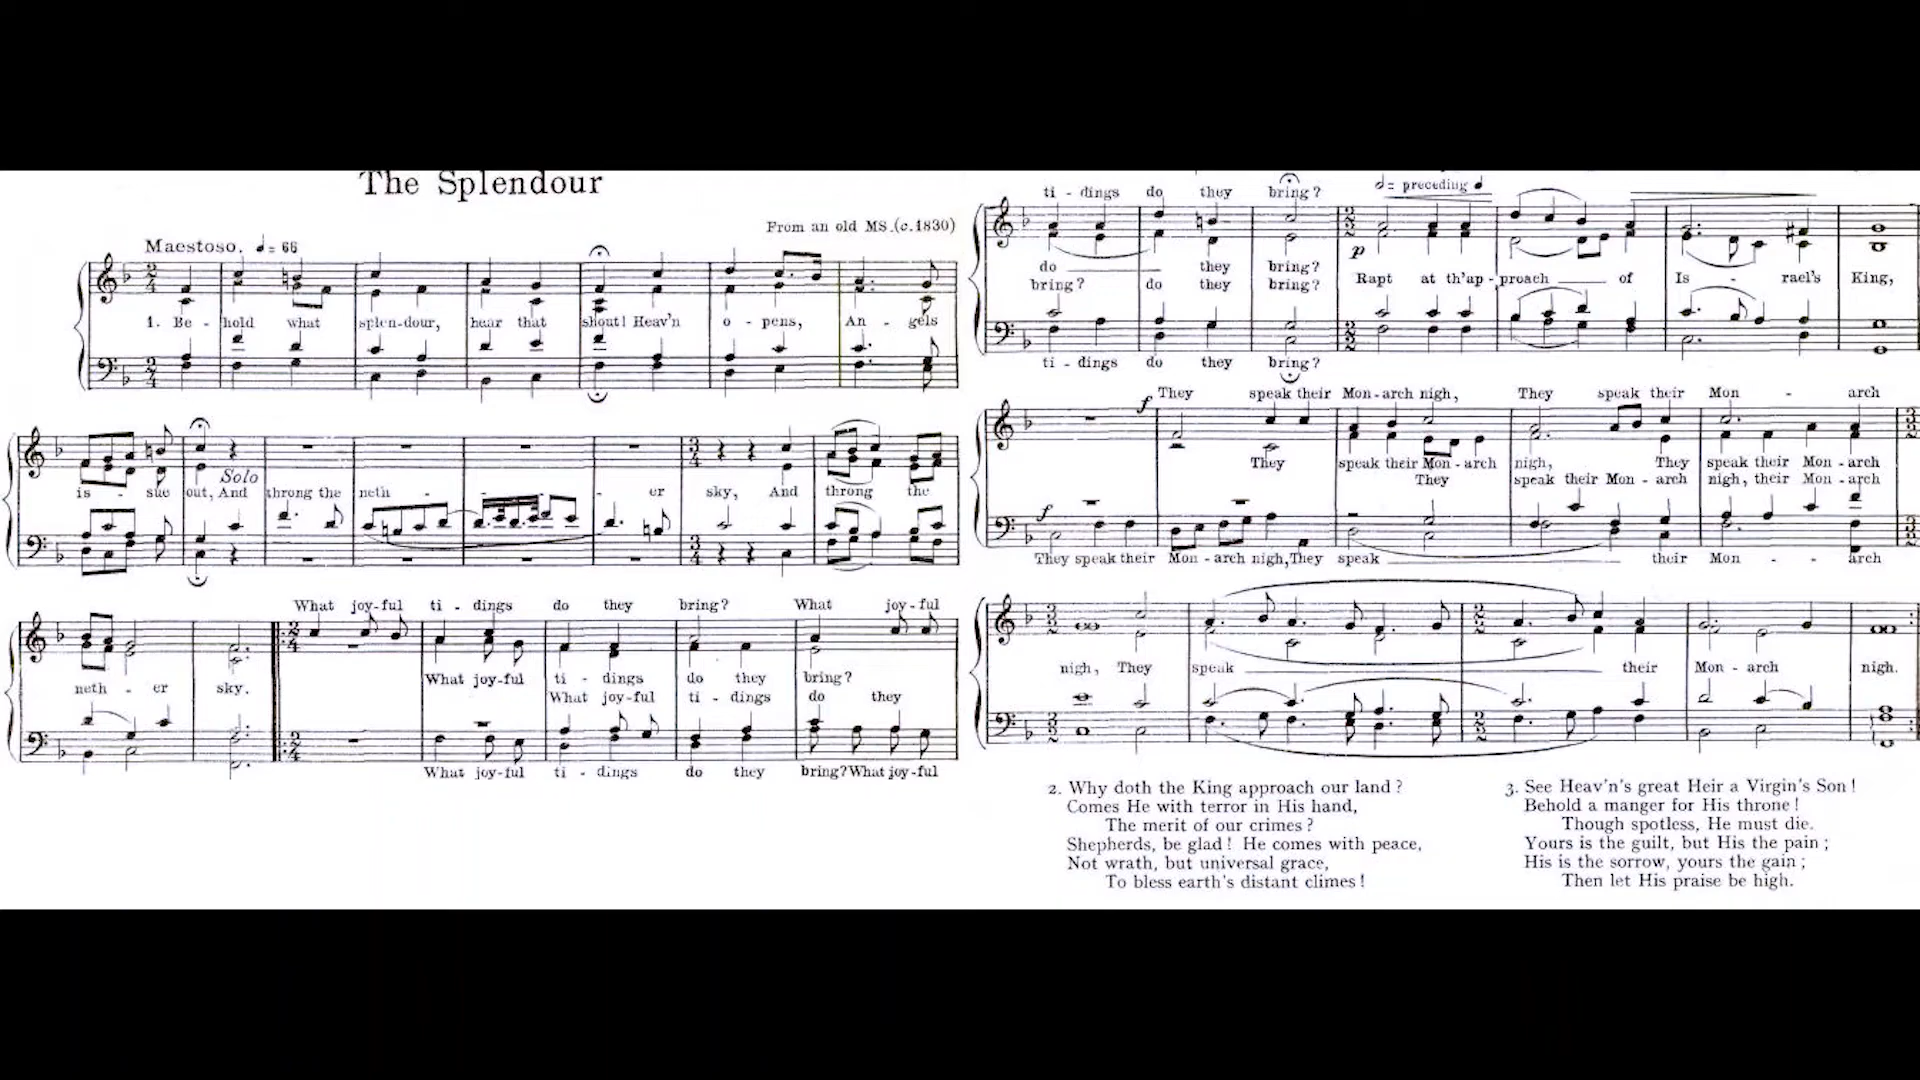 The Splendour
From an old MS.(c.1830)
Maestoso. ♩= 66
1. Be - hold what splen-dour, hear that shout! Heav'n o - pens, An - gels
Solo
is - sue out, And throng the neth - - - - er sky, And throng the
What joy-ful ti - dings do they bring? What joy-ful
neth - er sky. What joy-ful ti - dings do they bring?
What joy-ful ti - dings do they
What joy-ful ti - dings do they bring? What joy-ful
ti - dings do they bring? = preceding
p
do they bring? Rapt at th'ap - proach of Is - rael's King,
bring? do they bring?
ti - dings do they bring?
f They speak their Mon-arch nigh, They speak their Mon - arch
They speak their Mon-arch nigh, They speak their Mon - arch
They speak their Mon - arch nigh, their Mon - arch
f
They speak their Mon-arch nigh, They speak their Mon - - arch
nigh, They speak their Mon - arch nigh.
2. Why doth the King approach our land ?
Comes He with terror in His hand,
The merit of our crimes ?
Shepherds, be glad ! He comes with peace,
Not wrath, but universal grace,
To bless earth's distant climes !
3. See Heav'n's great Heir a Virgin's Son !
Behold a manger for His throne !
Though spotless, He must die.
Yours is the guilt, but His the pain ;
His is the sorrow, yours the gain ;
Then let His praise be high.